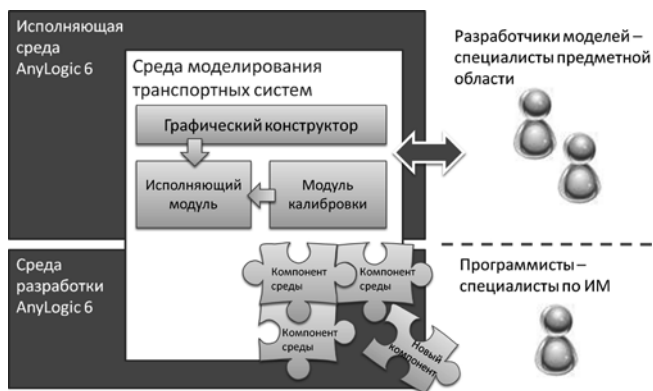 Исполняющая
среда
AnyLogic 6
Среда моделирования
транспортных систем
Графический конструктор
Исполняющий
модуль
Модуль
калибровки
Разработчики моделей –
специалисты предметной
области
Среда
разработки
AnyLogic 6
Компонент
среды
Компонент
среды
Компонент
среды
Новый
компонент
Программисты –
специалисты по ИМ